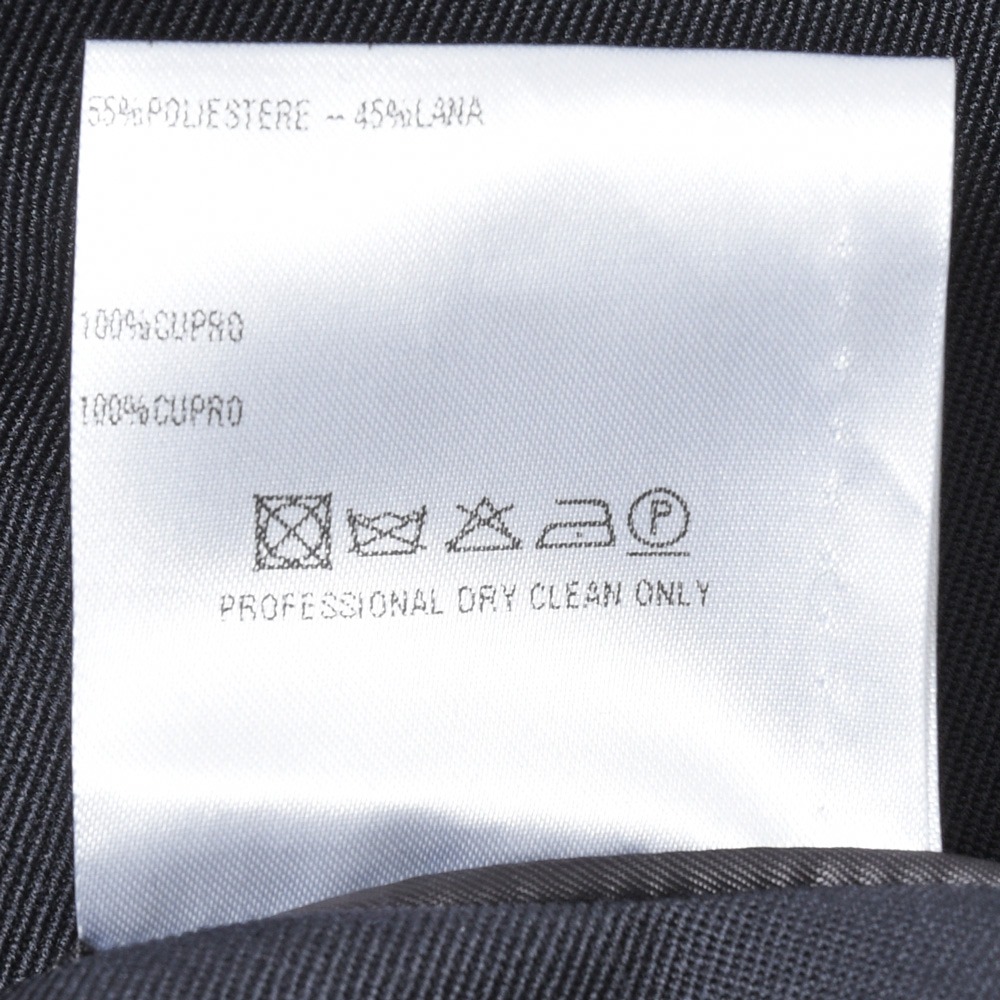 55%POLIESTERE - 45%LANA
100%CUPRO
100%CUPRO
P
PROFESSIONAL DRY CLEAN ONLY